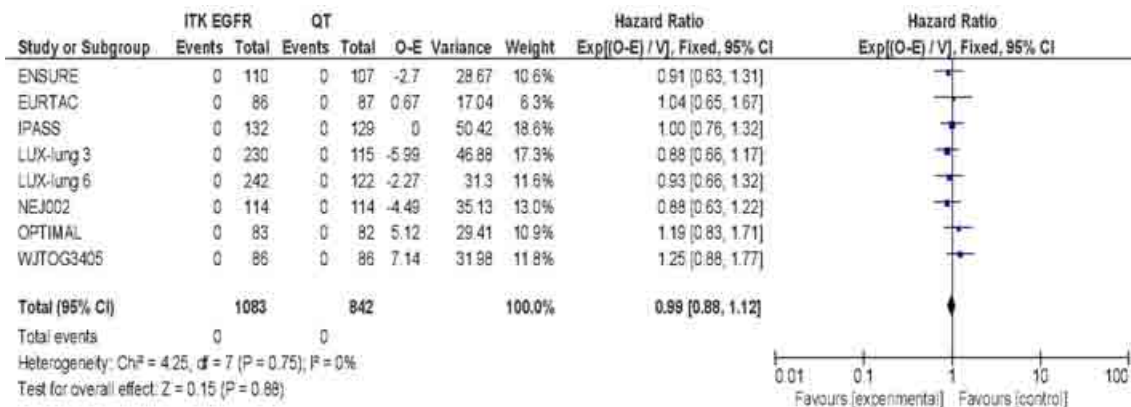 ITK EGFR QT Hazard Ratio Hazard Ratio
Study or Subgroup Events Total Events Total O-E Variance Weight Exp[(O-E) / V], Fixed, 95% CI Exp[(O-E) / V], Fixed, 95% CI
ENSURE 0 110 0 107 -2.7 28.67 10.6% 0.91 [0.63, 1.31]
EURTAC 0 86 0 87 0.67 17.04 6.3% 1.04 [0.65, 1.67]
IPASS 0 132 0 129 0 50.42 18.6% 1.00 [0.76, 1.32]
LUX-lung 3 0 230 0 115 -5.99 46.88 17.3% 0.88 [0.66, 1.17]
LUX-lung 6 0 242 0 122 -2.27 31.3 11.6% 0.93 [0.66, 1.32]
NEJ002 0 114 0 114 -4.49 35.13 13.0% 0.88 [0.63, 1.22]
OPTIMAL 0 83 0 82 5.12 29.41 10.9% 1.19 [0.83, 1.71]
WJTOG3405 0 86 0 86 7.14 31.98 11.8% 1.25 [0.88, 1.77]
Total (95% CI) 1083 842 100.0% 0.99 [0.88, 1.12]
Total events 0 0
Heterogeneity: Chi² = 4.25, df = 7 (P = 0.75); I² = 0%
Test for overall effect: Z = 0.15 (P = 0.88)
0.01 0.1 1 10 100
Favours [experimental] Favours [control]